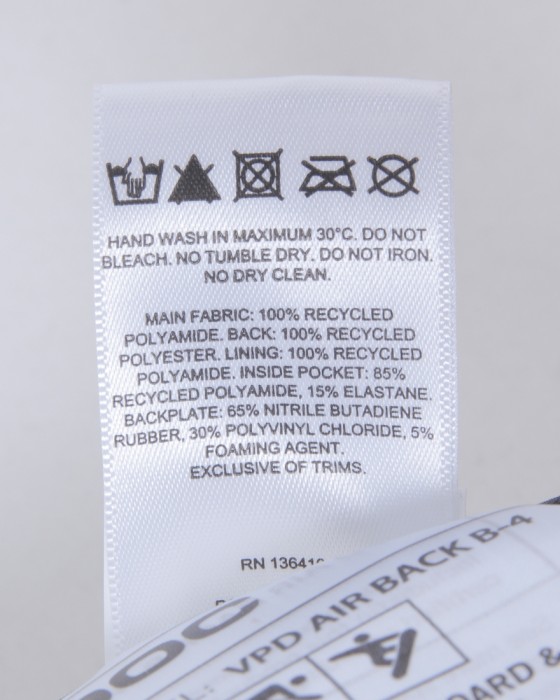 HAND WASH IN MAXIMUM 30°C. DO NOT
BLEACH. NO TUMBLE DRY. DO NOT IRON.
NO DRY CLEAN.
MAIN FABRIC: 100% RECYCLED
POLYAMIDE. BACK: 100% RECYCLED
POLYESTER. LINING: 100% RECYCLED
POLYAMIDE. INSIDE POCKET: 85%
RECYCLED POLYAMIDE, 15% ELASTANE.
BACKPLATE: 65% NITRILE BUTADIENE
RUBBER, 30% POLYVINYL CHLORIDE, 5%
FOAMING AGENT.
EXCLUSIVE OF TRIMS.
RN
VPD AIR BACK B-4